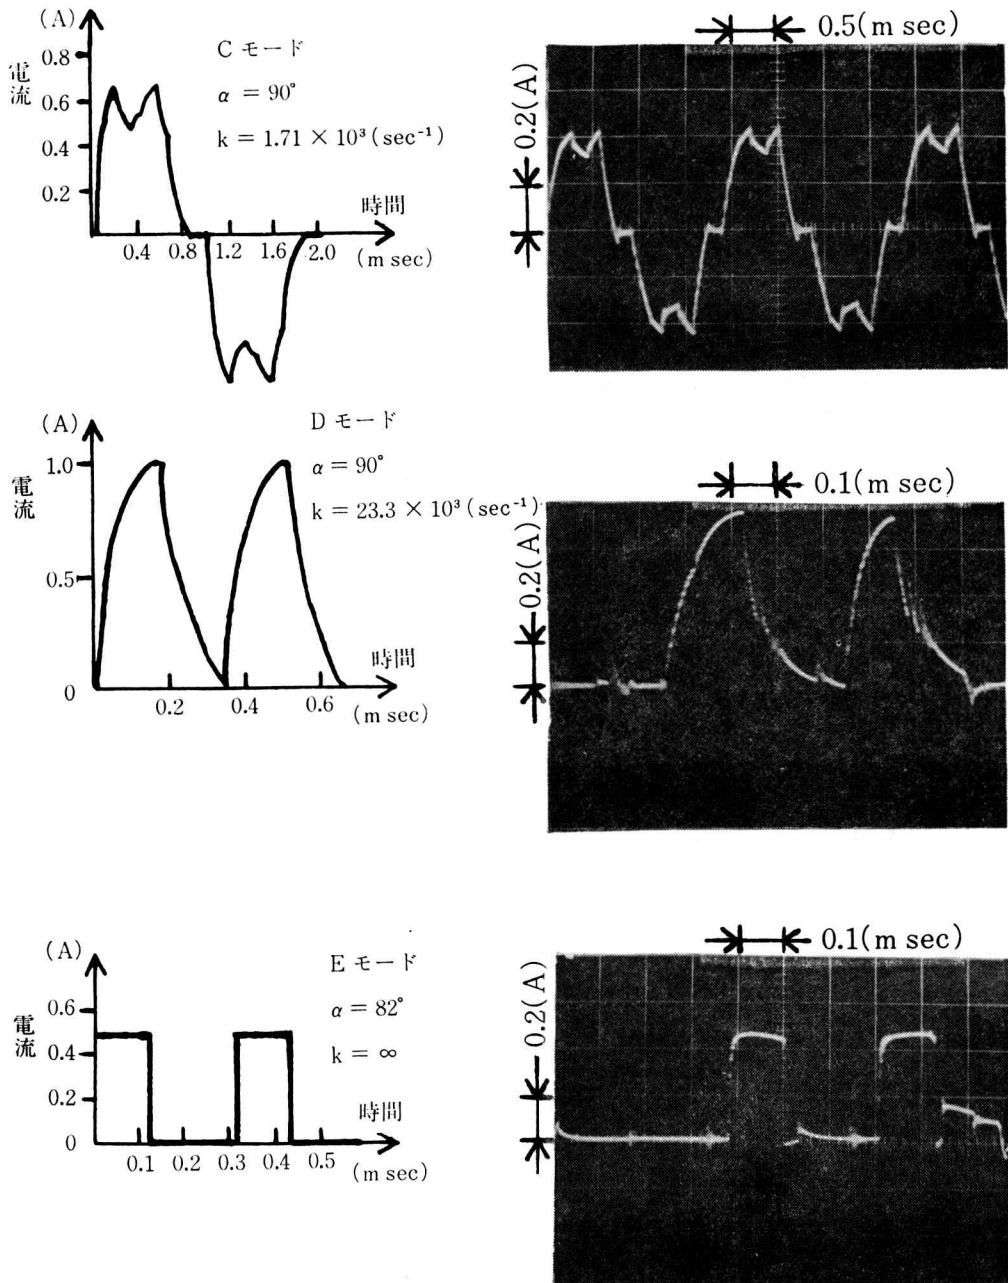 (A)
電流
0.8
0.6
0.4
0.2
C モード
α = 90°
k = 1.71 × 10³ (sec⁻¹)
時間
0.4 0.8 1.2 1.6 2.0
(m sec)
0.5(m sec)
0.2(A)
(A)
電流
1.0
0.5
0
D モード
α = 90°
k = 23.3 × 10³ (sec⁻¹)
時間
0.2 0.4 0.6
(m sec)
0.1(m sec)
0.2(A)
(A)
電流
0.6
0.4
0.2
0
E モード
α = 82°
k = ∞
時間
0.1 0.2 0.3 0.4 0.5
(m sec)
0.1(m sec)
0.2(A)